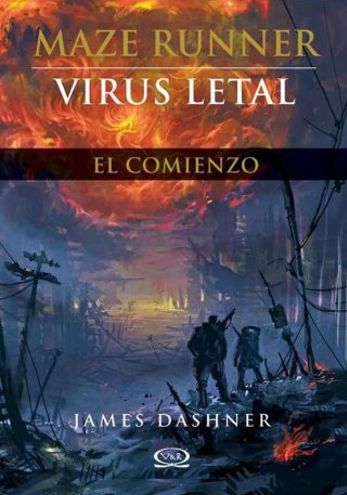 MAZE RUNNER
VIRUS LETAL
EL COMIENZO
JAMES DASHNER
V&R